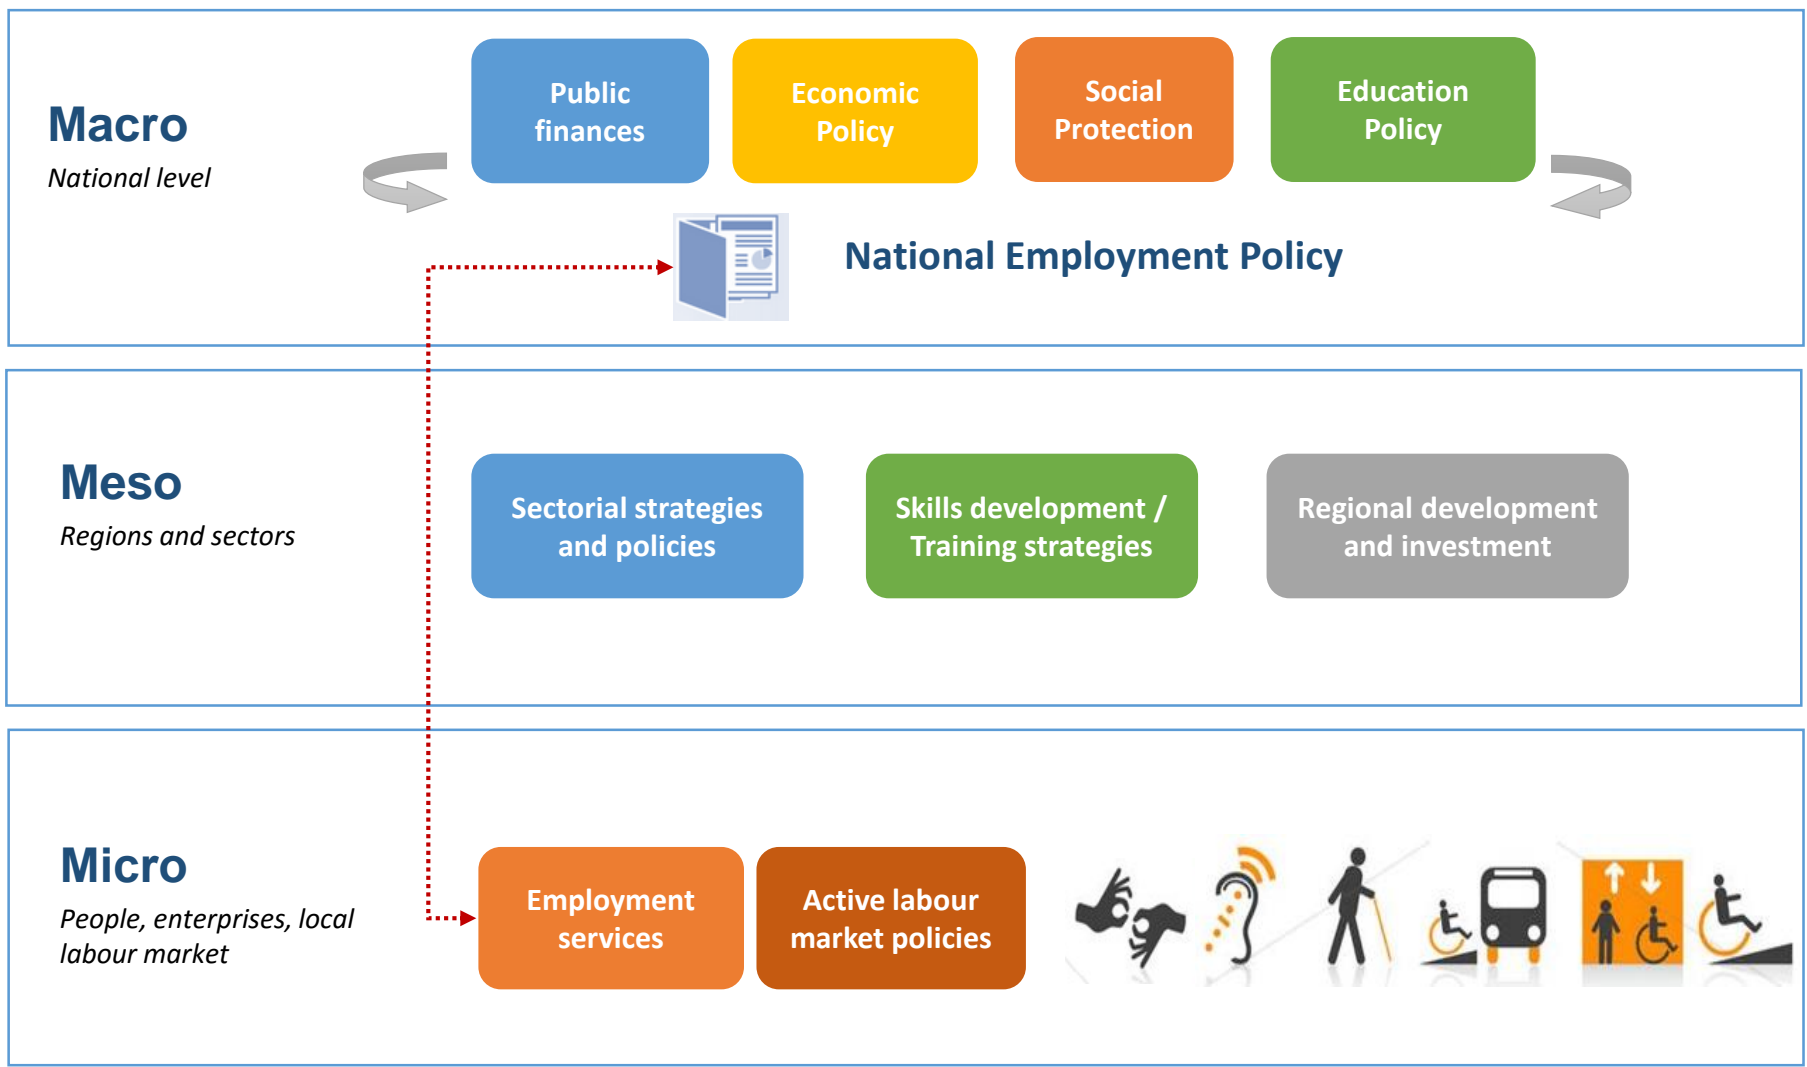 Macro
National level
Public
finances
Economic
Policy
Social
Protection
Education
Policy
National Employment Policy
Meso
Regions and sectors
Sectorial strategies
and policies
Skills development /
Training strategies
Regional development
and investment
Micro
People, enterprises, local
labour market
Employment
services
Active labour
market policies